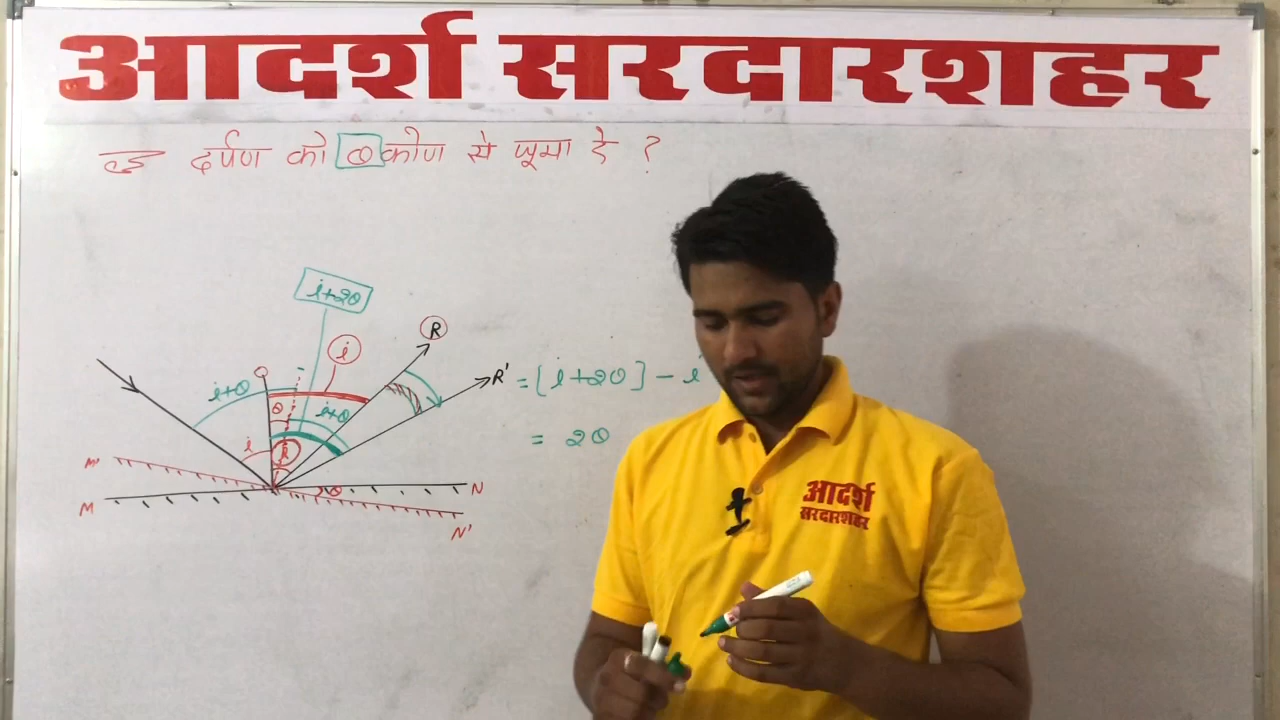 आदर्श सरदारशहर
दर्पण को θ कोण से घूमा दे ?
i+2θ
R
i
i+θ
θ
i+θ
R' = [i+2θ] - i
= 2θ
i
M'
M
θ
N
N'
आदर्श
सरदारशहर